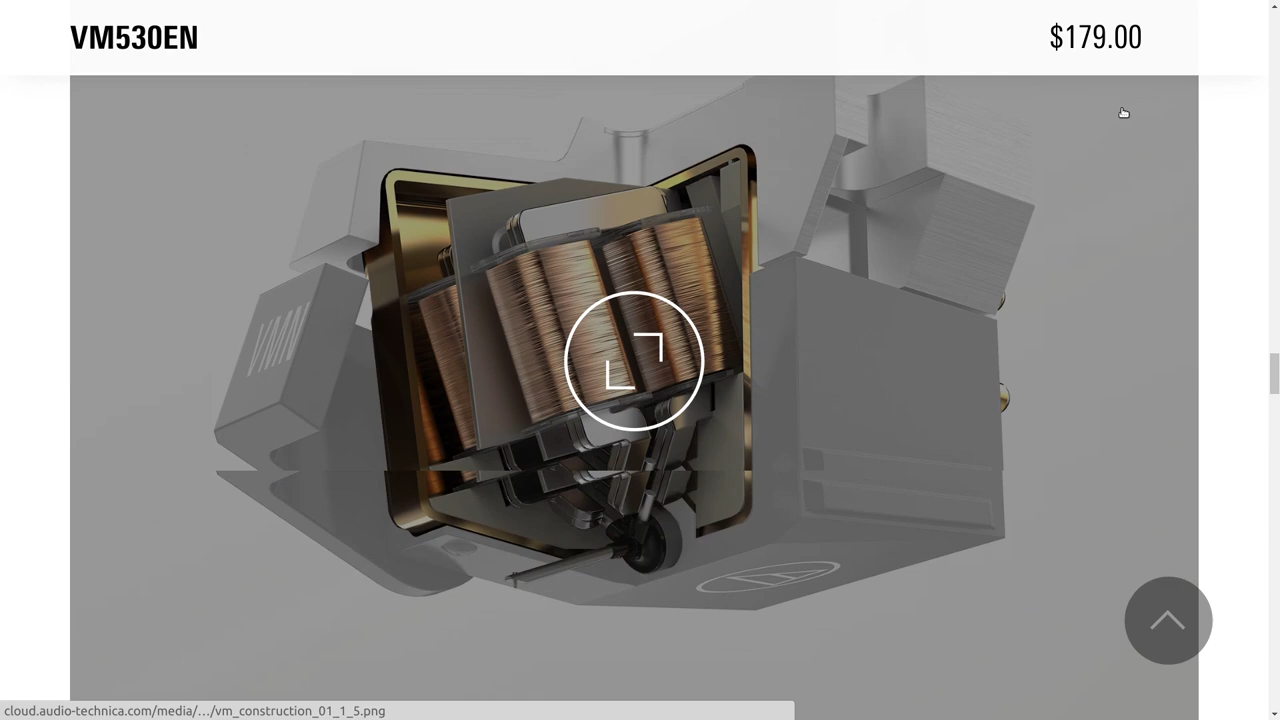 VM530EN
$179.00
VMN
cloud.audio-technica.com/media/…/vm_construction_01_1_5.png